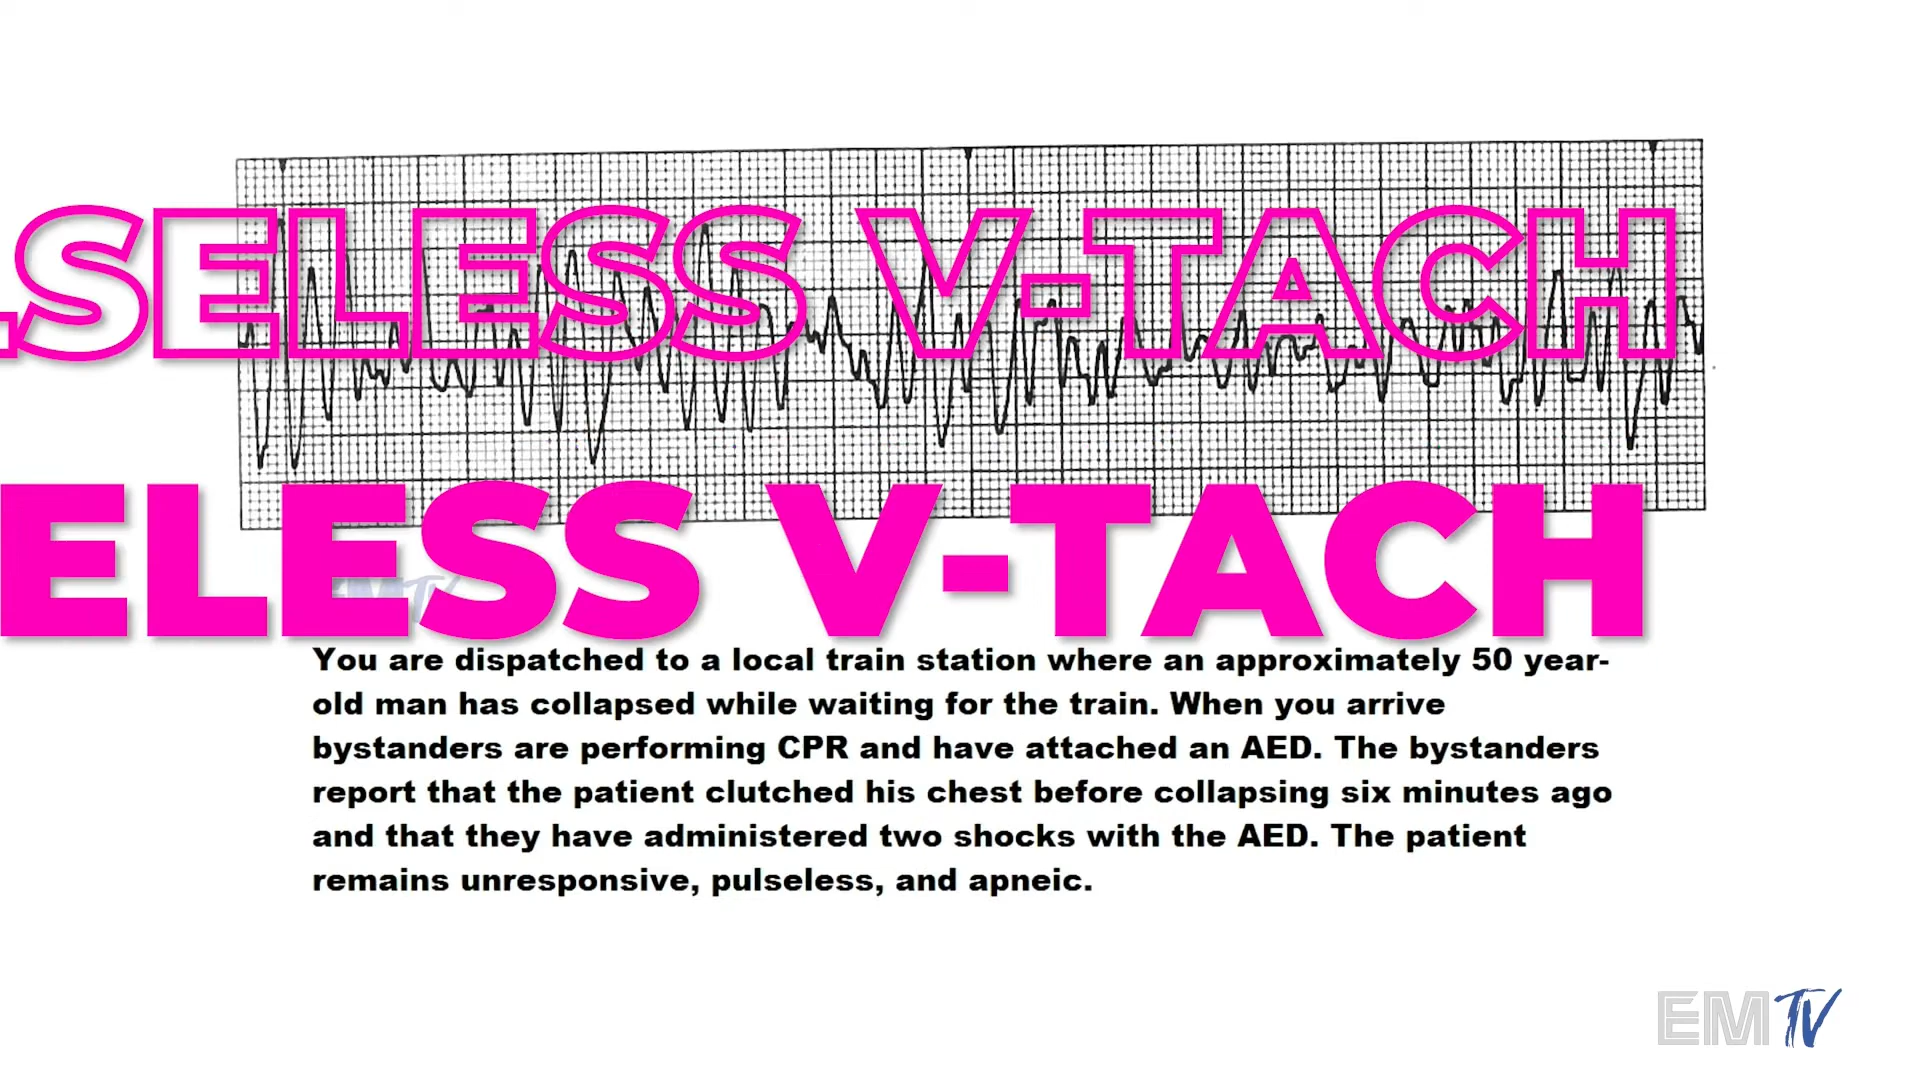 .SELESS V-TACH
ELESS V-TACH
You are dispatched to a local train station where an approximately 50 year-
old man has collapsed while waiting for the train. When you arrive
bystanders are performing CPR and have attached an AED. The bystanders
report that the patient clutched his chest before collapsing six minutes ago
and that they have administered two shocks with the AED. The patient
remains unresponsive, pulseless, and apneic.
EMTV